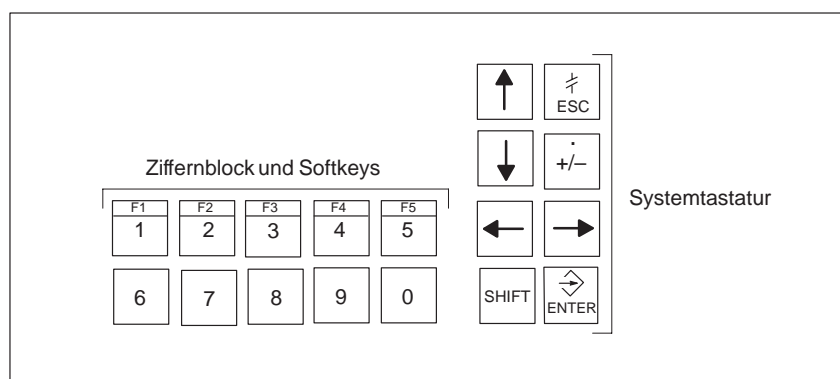 ESC
.
+/–
Ziffernblock und Softkeys
Systemtastatur
F1 F2 F3 F4 F5
1 2 3 4 5
6 7 8 9 0
SHIFT ENTER